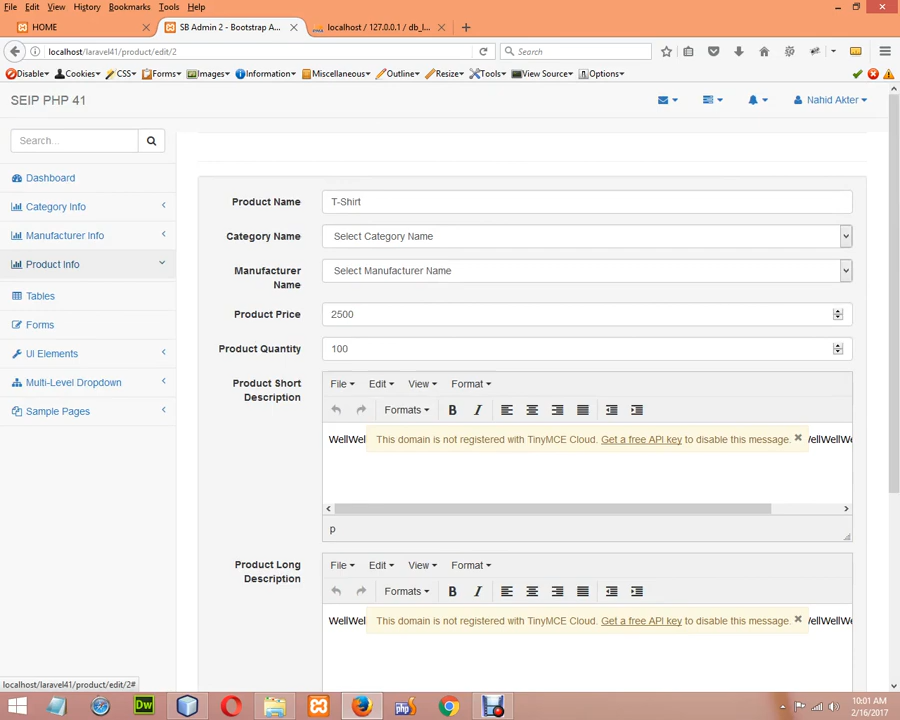 File Edit View History Bookmarks Tools Help
HOME
SB Admin 2 - Bootstrap A...
localhost / 127.0.0.1 / db_l...
localhost/laravel41/product/edit/2
Search
Disable Cookies CSS Forms Images Information Miscellaneous Outline Resize Tools View Source Options
SEIP PHP 41
Nahid Akter
Search...
Dashboard
Category Info
Manufacturer Info
Product Info
Tables
Forms
UI Elements
Multi-Level Dropdown
Sample Pages
Product Name
T-Shirt
Category Name
Select Category Name
Manufacturer
Name
Select Manufacturer Name
Product Price
2500
Product Quantity
100
Product Short
Description
File Edit View Format
Formats B I
WellWel
This domain is not registered with TinyMCE Cloud. Get a free API key to disable this message.
/ellWellWe
p
Product Long
Description
File Edit View Format
Formats B I
WellWel
This domain is not registered with TinyMCE Cloud. Get a free API key to disable this message.
/ellWellWe
localhost/laravel41/product/edit/2#
Dw
php
10:01 AM
2/16/2017